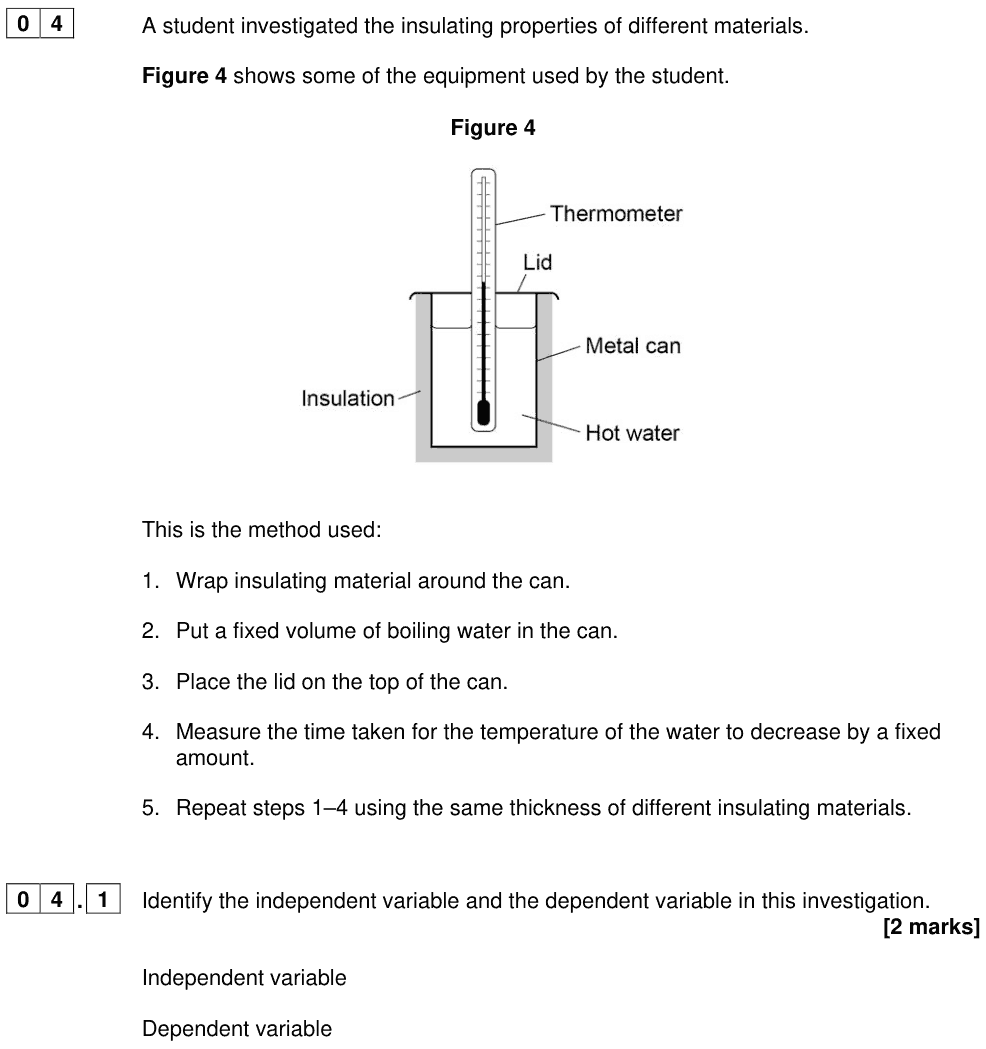 0 4 A student investigated the insulating properties of different materials.
Figure 4 shows some of the equipment used by the student.
Figure 4
Thermometer
Lid
Metal can
Insulation
Hot water
This is the method used:
1. Wrap insulating material around the can.
2. Put a fixed volume of boiling water in the can.
3. Place the lid on the top of the can.
4. Measure the time taken for the temperature of the water to decrease by a fixed
amount.
5. Repeat steps 1–4 using the same thickness of different insulating materials.
0 4 . 1 Identify the independent variable and the dependent variable in this investigation.
[2 marks]
Independent variable
Dependent variable